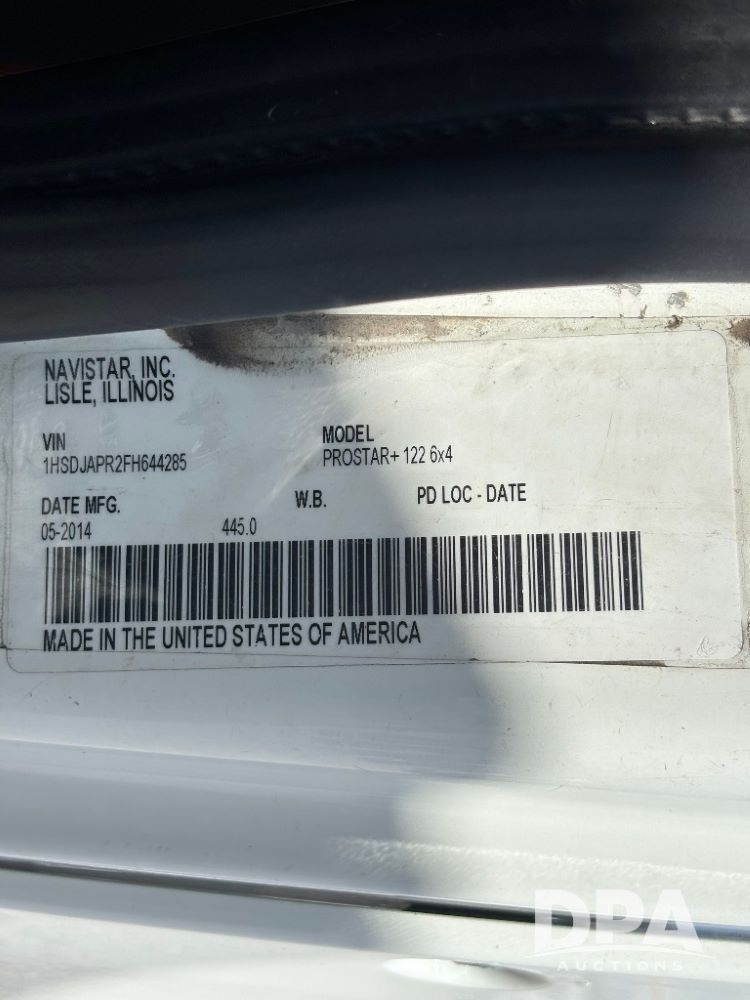 NAVISTAR, INC.
LISLE, ILLINOIS
VIN MODEL
1HSDJAPR2FH644285 PROSTAR+ 122 6x4
DATE MFG. W.B. PD LOC - DATE
05-2014 445.0
MADE IN THE UNITED STATES OF AMERICA
DPA
AUCTIONS